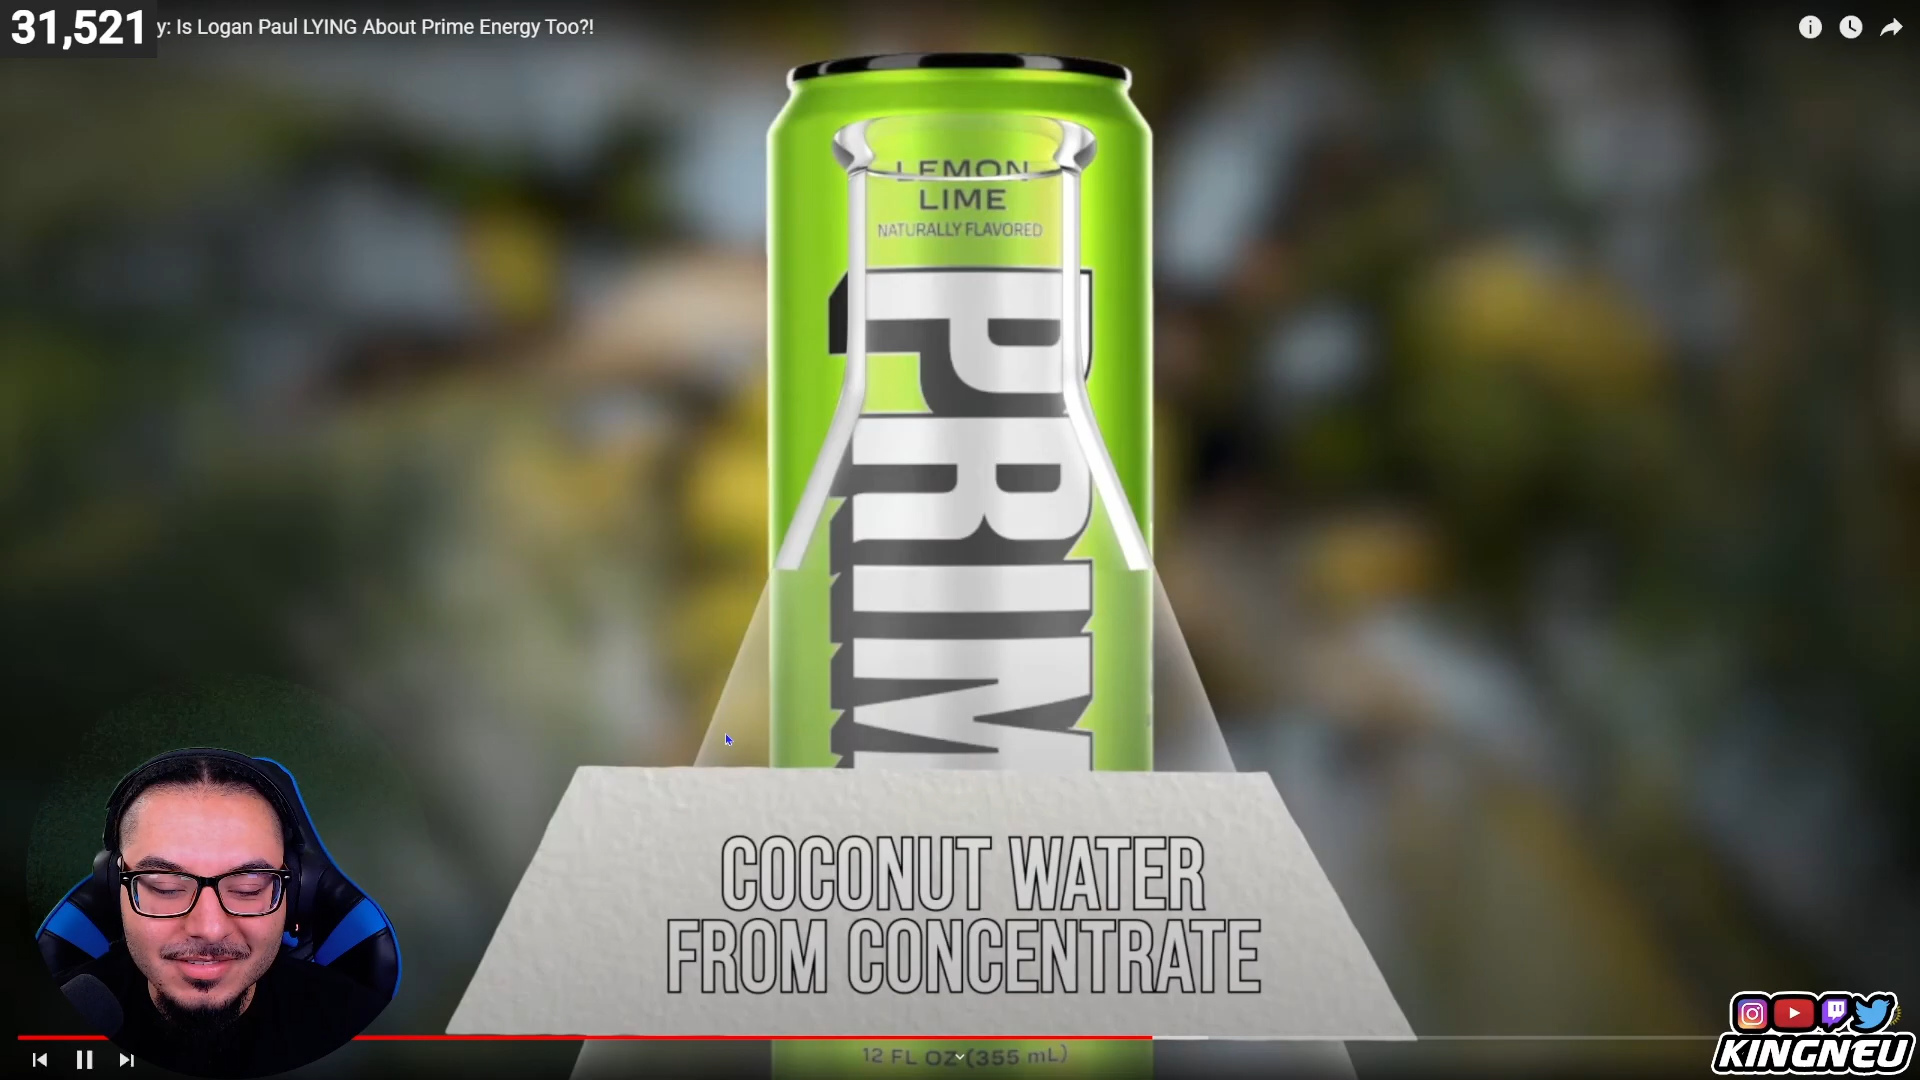 31,521
y: Is Logan Paul LYING About Prime Energy Too?!
LEMON
LIME
NATURALLY FLAVORED
PRIM
COCONUT WATER
FROM CONCENTRATE
12 FL OZ (355 mL)
KINGNEU